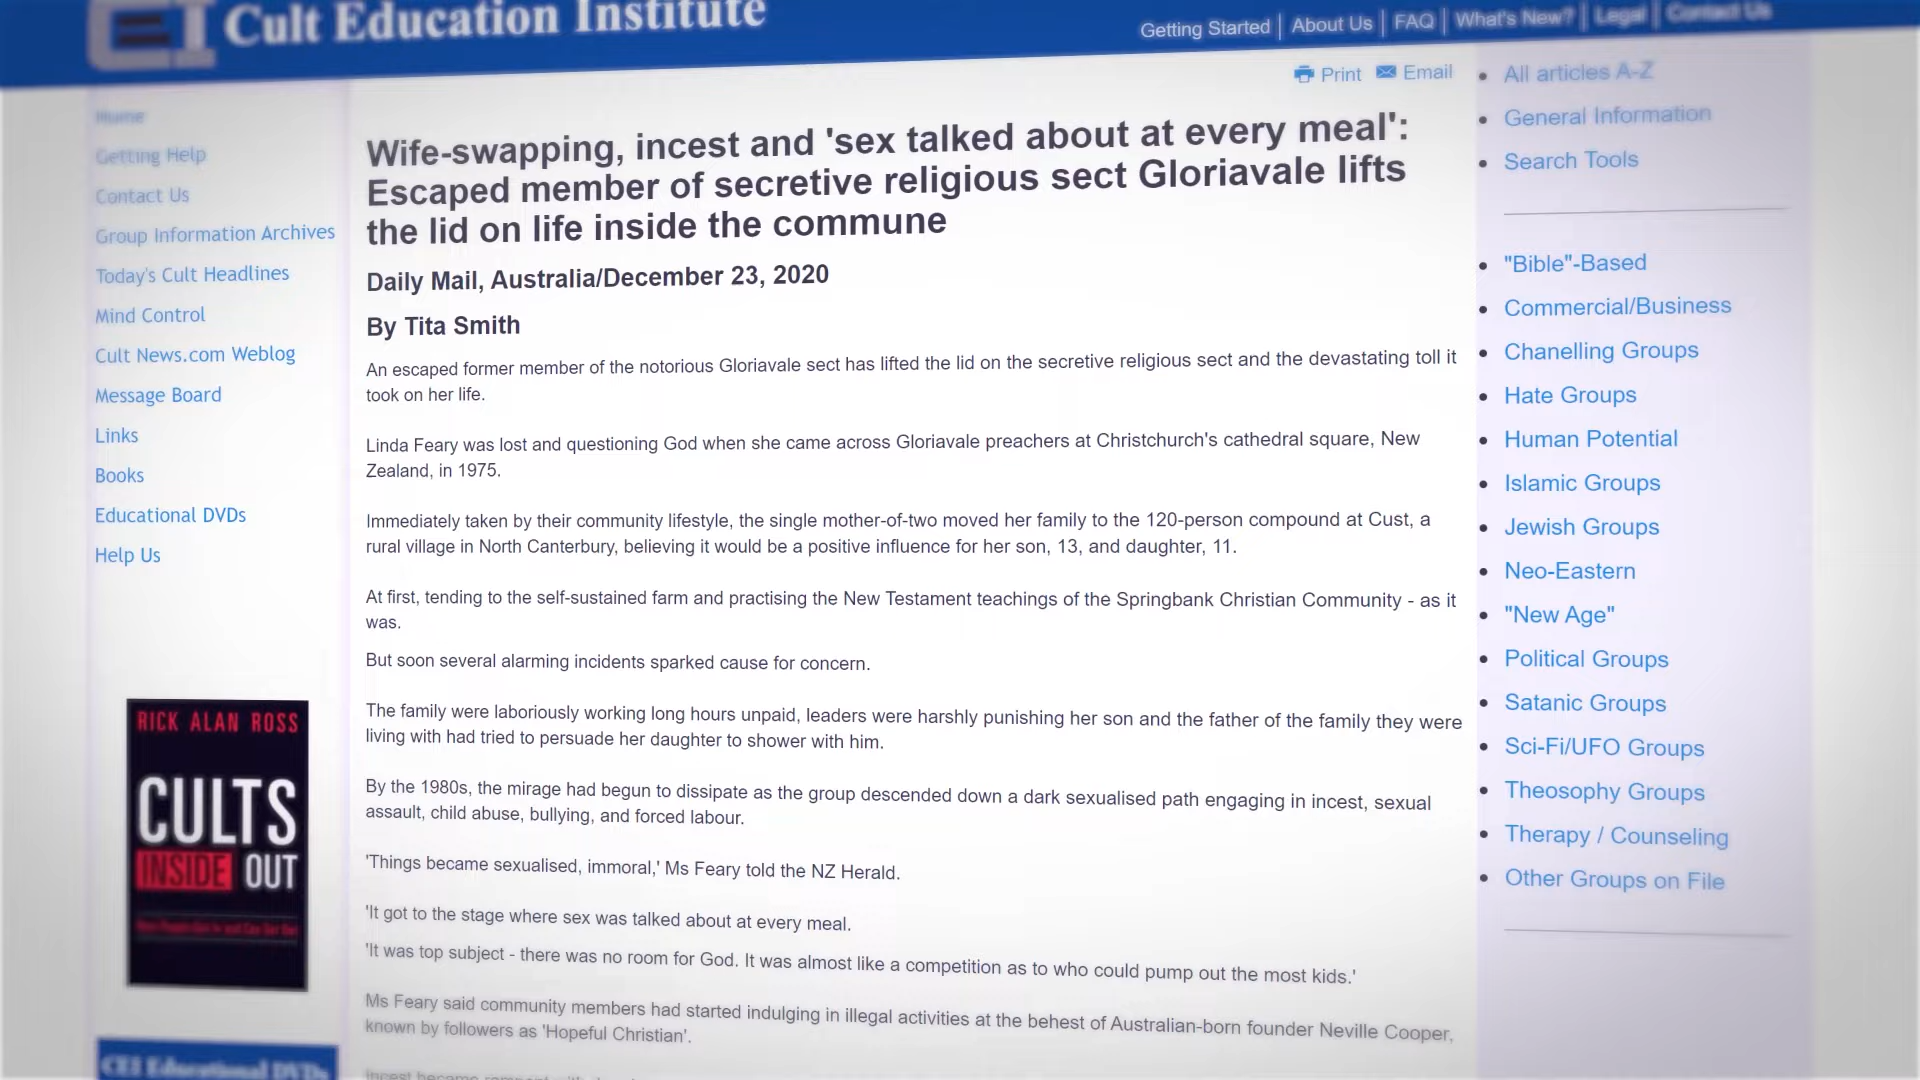 CEI Cult Education Institute
Getting Started | About Us | FAQ | What's New? | Legal | Contact Us
Print Email
Home
Getting Help
Contact Us
Group Information Archives
Today's Cult Headlines
Mind Control
Cult News.com Weblog
Message Board
Links
Books
Educational DVDs
Help Us
RICK ALAN ROSS
CULTS
INSIDE OUT
CEI Educational DVDs
Wife-swapping, incest and 'sex talked about at every meal':
Escaped member of secretive religious sect Gloriavale lifts
the lid on life inside the commune
Daily Mail, Australia/December 23, 2020
By Tita Smith
An escaped former member of the notorious Gloriavale sect has lifted the lid on the secretive religious sect and the devastating toll it
took on her life.
Linda Feary was lost and questioning God when she came across Gloriavale preachers at Christchurch's cathedral square, New
Zealand, in 1975.
Immediately taken by their community lifestyle, the single mother-of-two moved her family to the 120-person compound at Cust, a
rural village in North Canterbury, believing it would be a positive influence for her son, 13, and daughter, 11.
At first, tending to the self-sustained farm and practising the New Testament teachings of the Springbank Christian Community - as it
was.
But soon several alarming incidents sparked cause for concern.
The family were laboriously working long hours unpaid, leaders were harshly punishing her son and the father of the family they were
living with had tried to persuade her daughter to shower with him.
By the 1980s, the mirage had begun to dissipate as the group descended down a dark sexualised path engaging in incest, sexual
assault, child abuse, bullying, and forced labour.
'Things became sexualised, immoral,' Ms Feary told the NZ Herald.
'It got to the stage where sex was talked about at every meal.
'It was top subject - there was no room for God. It was almost like a competition as to who could pump out the most kids.'
Ms Feary said community members had started indulging in illegal activities at the behest of Australian-born founder Neville Cooper,
known by followers as 'Hopeful Christian'.
All articles A-Z
General Information
Search Tools
"Bible"-Based
Commercial/Business
Chanelling Groups
Hate Groups
Human Potential
Islamic Groups
Jewish Groups
Neo-Eastern
"New Age"
Political Groups
Satanic Groups
Sci-Fi/UFO Groups
Theosophy Groups
Therapy / Counseling
Other Groups on File